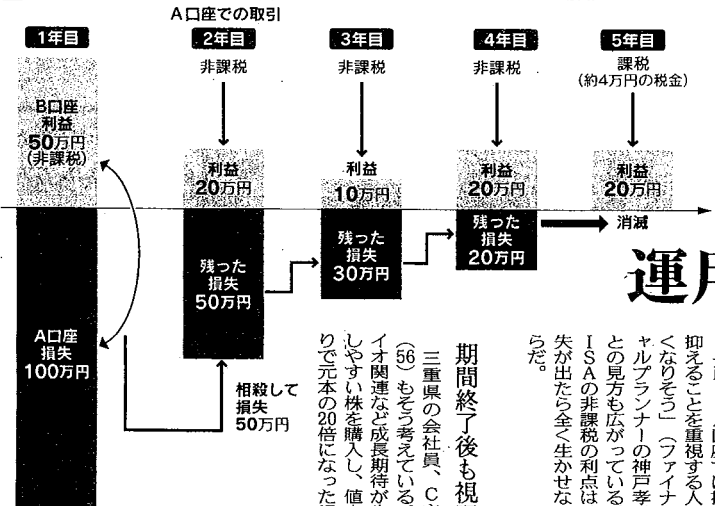 A口座での取引
1年目
2年目
3年目
4年目
5年目
非課税
非課税
非課税
課税
(約4万円の税金)
B口座
利益
50万円
(非課税)
利益
20万円
利益
10万円
利益
20万円
利益
20万円
A口座
損失
100万円
残った
損失
50万円
残った
損失
30万円
残った
損失
20万円
消滅
相殺して
損失
50万円
運用
抑えることを重視する人
くなりそう」(ファイナ
ャルプランナーの神戸孝
との見方も広がっている
ISAの非課税の利点は
失が出たら全く生かせな
らだ。
期間終了後も視
三重県の会社員、C
(56)もそう考えている。
イオ関連など成長期待が
しやすい株を購入し、値
りで元本の20倍になった